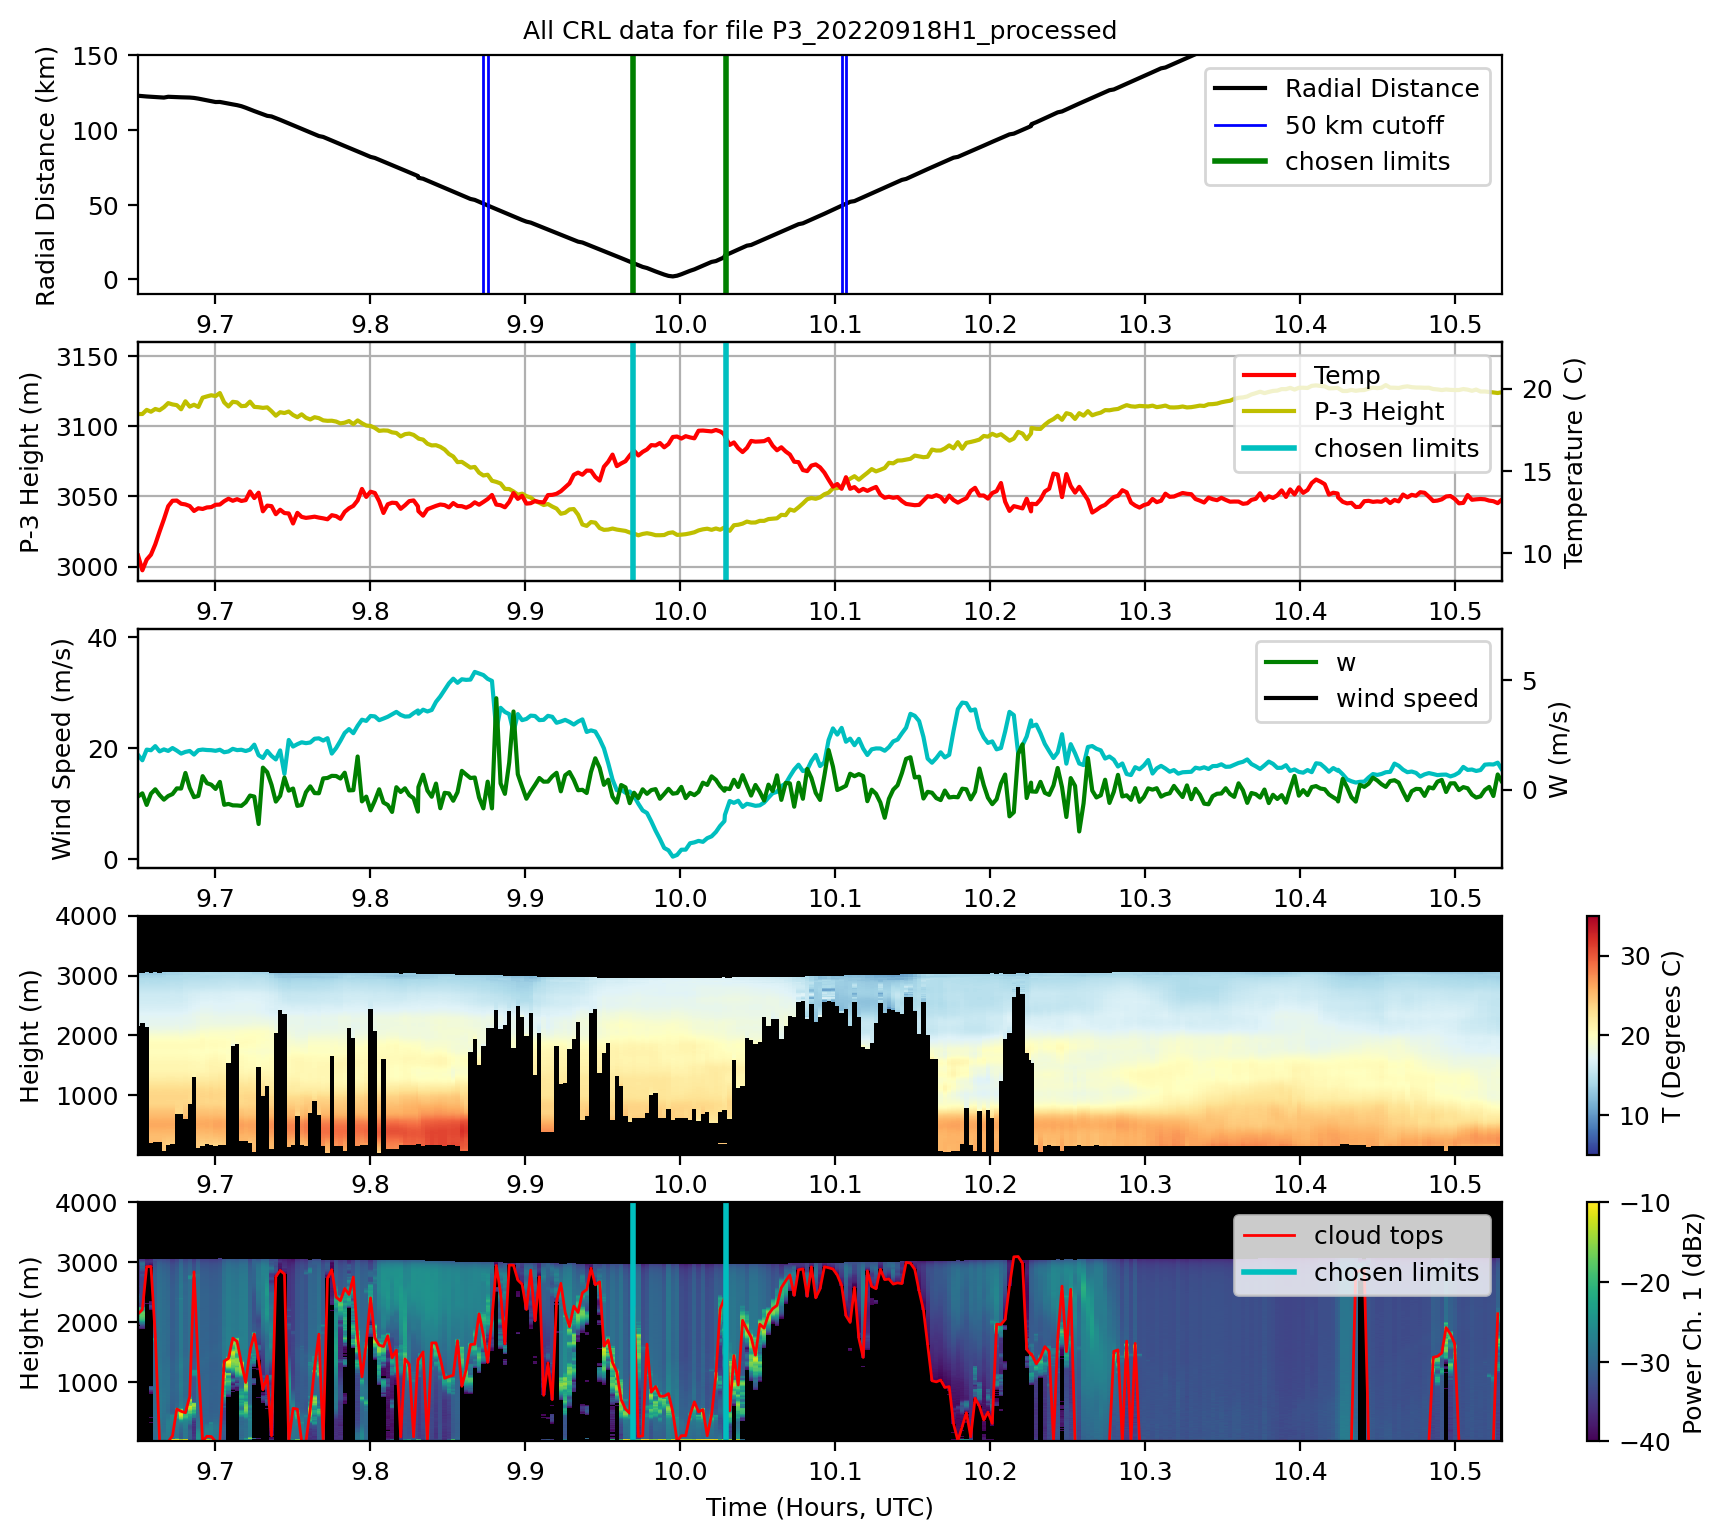 All CRL data for file P3_20220918H1_processed
150
100
50
0
Radial Distance (km)
Radial Distance
50 km cutoff
chosen limits
9.7 9.8 9.9 10.0 10.1 10.2 10.3 10.4 10.5
3150
3100
3050
3000
P-3 Height (m)
Temp
P-3 Height
chosen limits
20
15
10
Temperature ( C)
9.7 9.8 9.9 10.0 10.1 10.2 10.3 10.4 10.5
40
20
0
Wind Speed (m/s)
w
wind speed
5
0
W (m/s)
9.7 9.8 9.9 10.0 10.1 10.2 10.3 10.4 10.5
4000
3000
2000
1000
Height (m)
30
20
10
T (Degrees C)
9.7 9.8 9.9 10.0 10.1 10.2 10.3 10.4 10.5
4000
3000
2000
1000
Height (m)
cloud tops
chosen limits
−10
−20
−30
−40
Power Ch. 1 (dBz)
9.7 9.8 9.9 10.0 10.1 10.2 10.3 10.4 10.5
Time (Hours, UTC)